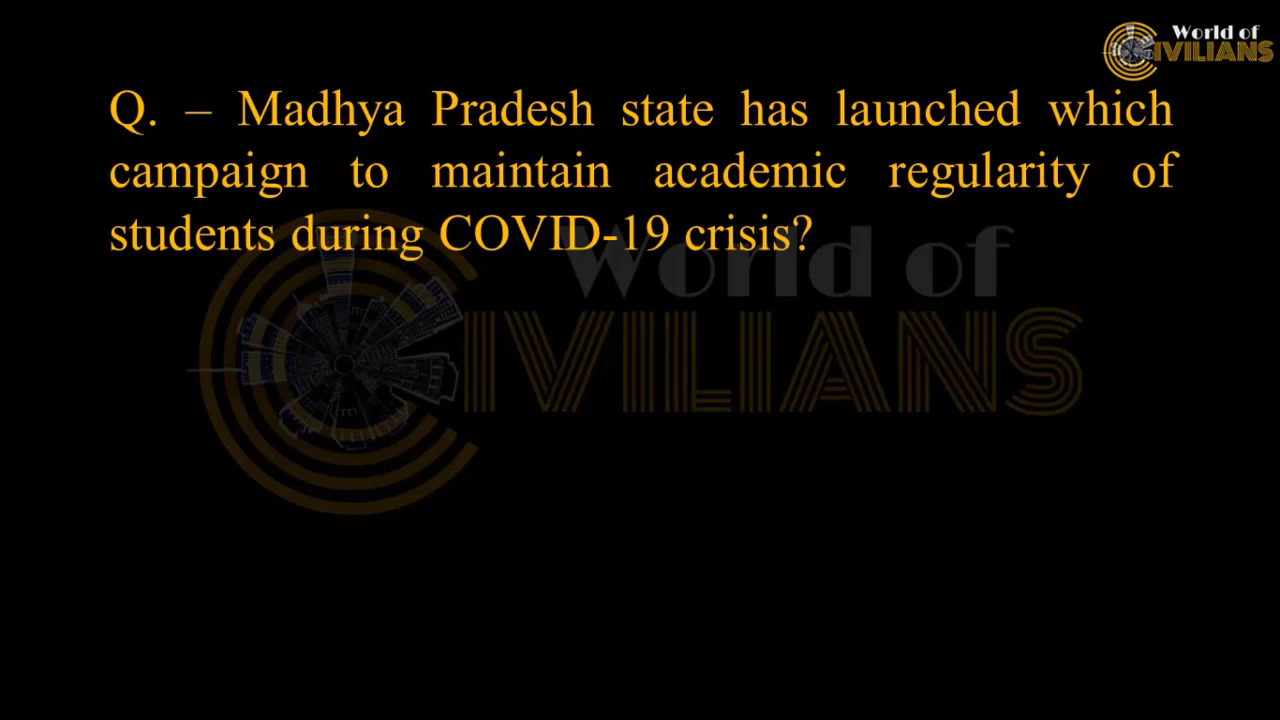 World of
CIVILIANS
Q. – Madhya Pradesh state has launched which
campaign to maintain academic regularity of
students during COVID-19 crisis?
World of
CIVILIANS